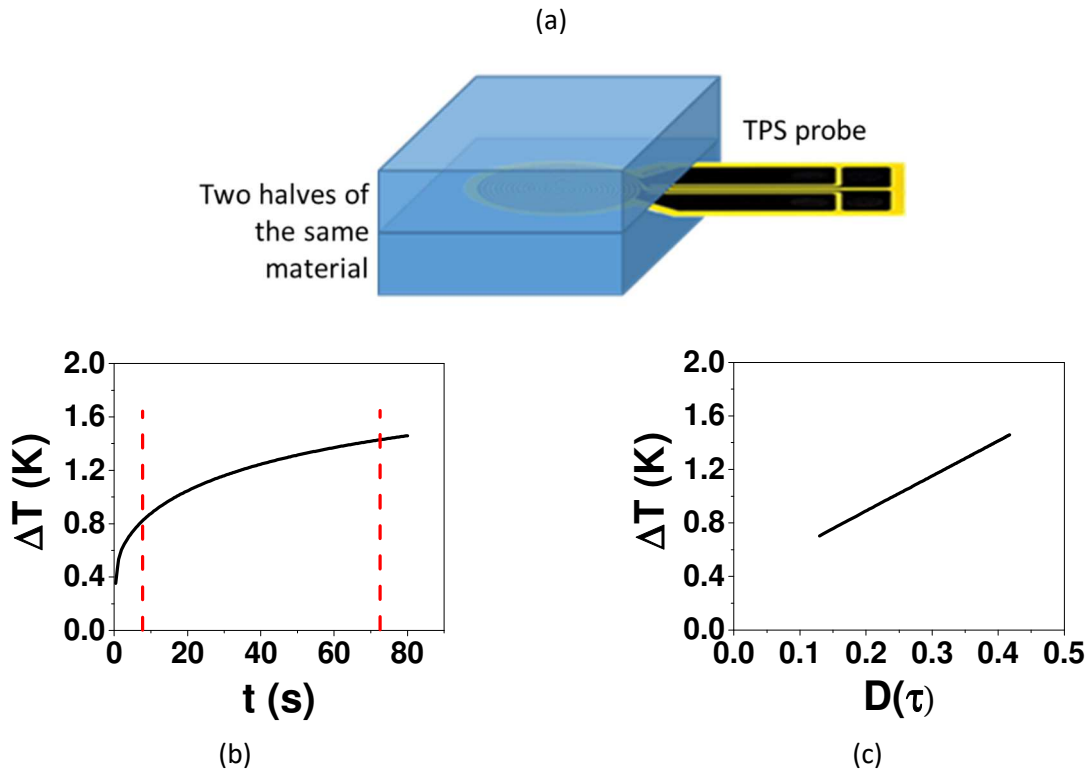 (a)
TPS probe
Two halves of
the same
material
2.0
1.6
1.2
0.8
0.4
0.0
ΔT (K)
0 20 40 60 80
t (s)
(b)
2.0
1.6
1.2
0.8
0.4
0.0
ΔT (K)
0.0 0.1 0.2 0.3 0.4 0.5
D(τ)
(c)